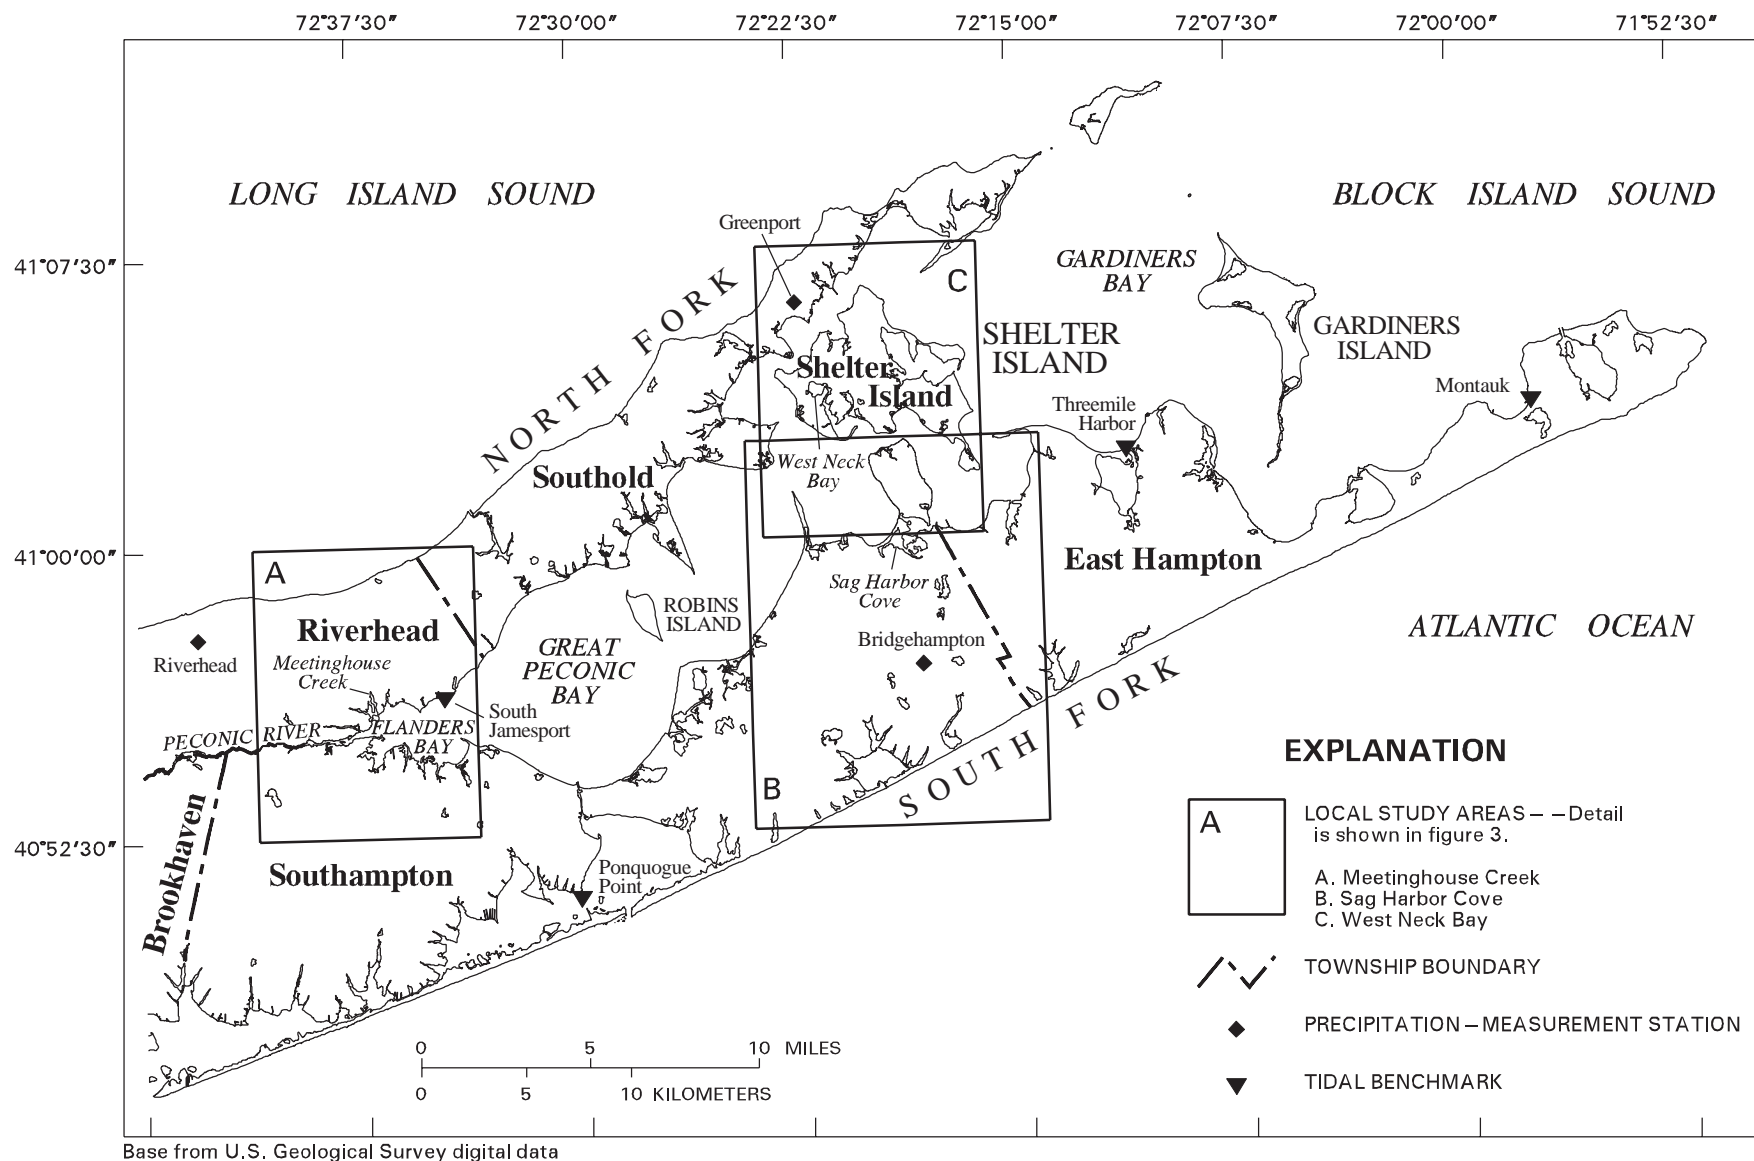 72°37′30″ 72°30′00″ 72°22′30″ 72°15′00″ 72°07′30″ 72°00′00″ 71°52′30″
LONG ISLAND SOUND
BLOCK ISLAND SOUND
Greenport
41°07′30″
GARDINERS
BAY
C
NORTH FORK
SHELTER
ISLAND
GARDINERS
ISLAND
Shelter
Island
Montauk
Threemile
Harbor
West Neck
Bay
Southold
41°00′00″
A
East Hampton
Sag Harbor
Cove
ROBINS
ISLAND
Riverhead
ATLANTIC OCEAN
Bridgehampton
GREAT
PECONIC
BAY
Riverhead
Meetinghouse
Creek
South
Jamesport
FLANDERS
BAY
PECONIC RIVER
SOUTH FORK
B
40°52′30″
Brookhaven
Southampton
Ponquogue
Point
EXPLANATION
A
LOCAL STUDY AREAS – –Detail
is shown in figure 3.
A. Meetinghouse Creek
B. Sag Harbor Cove
C. West Neck Bay
TOWNSHIP BOUNDARY
PRECIPITATION – MEASUREMENT STATION
TIDAL BENCHMARK
0 5 10 MILES
0 5 10 KILOMETERS
Base from U.S. Geological Survey digital data